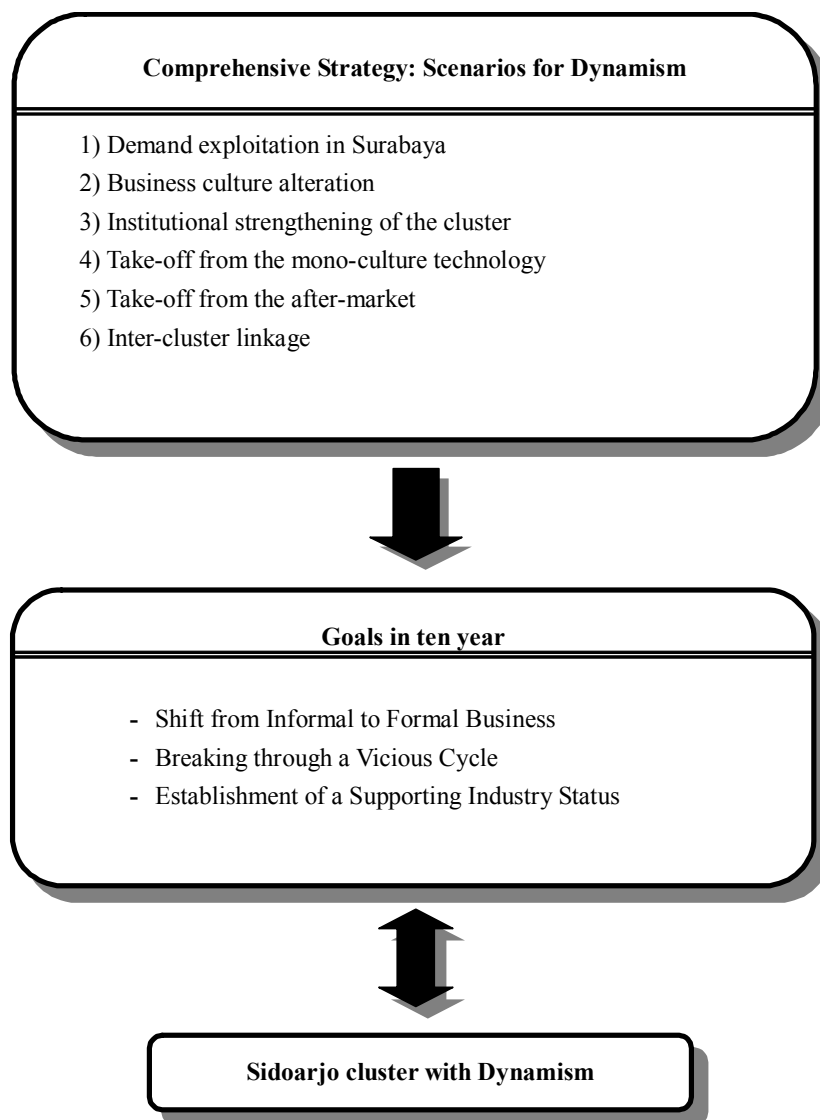 Comprehensive Strategy: Scenarios for Dynamism
1) Demand exploitation in Surabaya
2) Business culture alteration
3) Institutional strengthening of the cluster
4) Take-off from the mono-culture technology
5) Take-off from the after-market
6) Inter-cluster linkage
Goals in ten year
- Shift from Informal to Formal Business
- Breaking through a Vicious Cycle
- Establishment of a Supporting Industry Status
Sidoarjo cluster with Dynamism